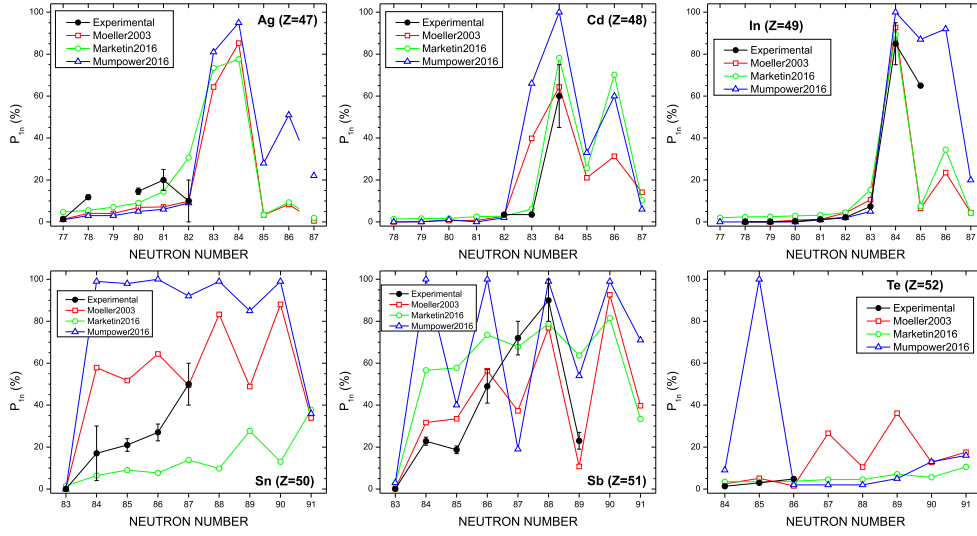 Ag (Z=47)
Experimental
Moeller2003
Marketin2016
Mumpower2016
P1n (%)
100
80
60
40
20
0
77 78 79 80 81 82 83 84 85 86 87
NEUTRON NUMBER
Cd (Z=48)
Experimental
Moeller2003
Marketin2016
Mumpower2016
P1n (%)
100
80
60
40
20
0
78 79 80 81 82 83 84 85 86 87
NEUTRON NUMBER
In (Z=49)
Experimental
Moeller2003
Marketin2016
Mumpower2016
P1n (%)
100
80
60
40
20
0
77 78 79 80 81 82 83 84 85 86 87
NEUTRON NUMBER
Experimental
Moeller2003
Marketin2016
Mumpower2016
P1n (%)
100
80
60
40
20
0
Sn (Z=50)
83 84 85 86 87 88 89 90 91
NEUTRON NUMBER
Experimental
Moeller2003
Marketin2016
Mumpower2016
P1n (%)
100
80
60
40
20
0
Sb (Z=51)
83 84 85 86 87 88 89 90 91
NEUTRON NUMBER
Te (Z=52)
Experimental
Moeller2003
Marketin2016
Mumpower2016
P1n (%)
100
80
60
40
20
0
84 85 86 87 88 89 90 91
NEUTRON NUMBER